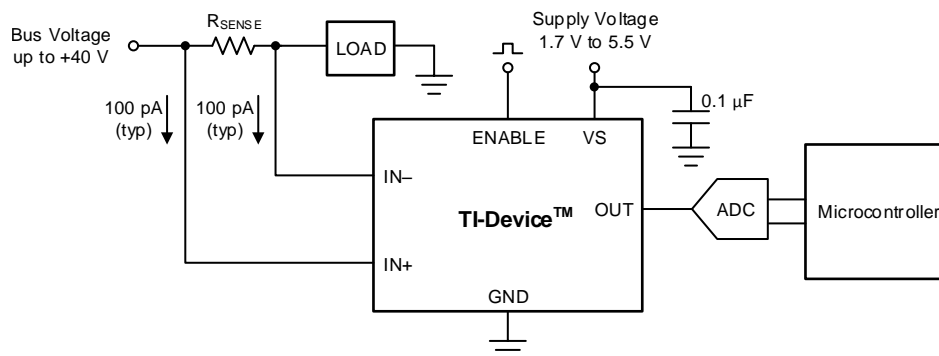 Bus Voltage
up to +40 V
RSENSE
LOAD
Supply Voltage
1.7 V to 5.5 V
100 pA
(typ)
100 pA
(typ)
0.1 µF
ENABLE
VS
IN–
TI-Device™
OUT
ADC
Microcontroller
IN+
GND